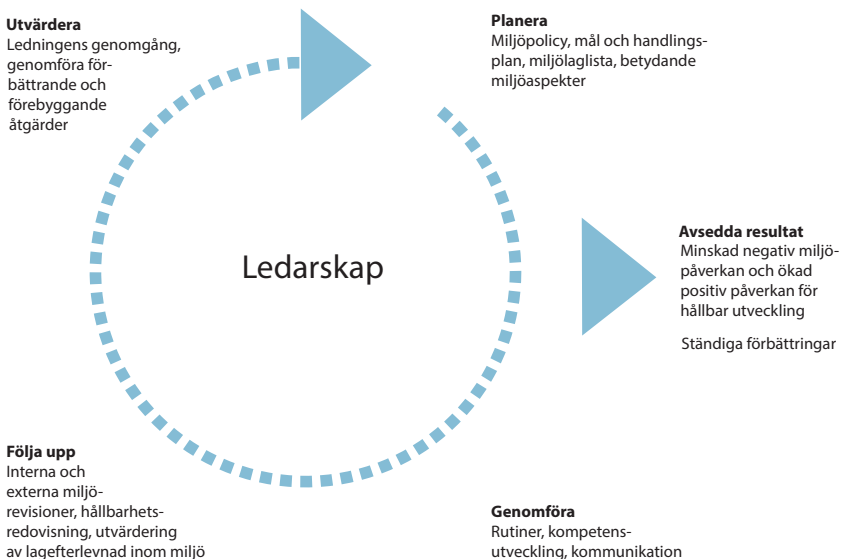 Utvärdera
Ledningens genomgång,
genomföra för-
bättrande och
förebyggande
åtgärder
Planera
Miljöpolicy, mål och handlings-
plan, miljölaglista, betydande
miljöaspekter
Ledarskap
Avsedda resultat
Minskad negativ miljö-
påverkan och ökad
positiv påverkan för
hållbar utveckling
Ständiga förbättringar
Följa upp
Interna och
externa miljö-
revisioner, hållbarhets-
redovisning, utvärdering
av lagefterlevnad inom miljö
Genomföra
Rutiner, kompetens-
utveckling, kommunikation